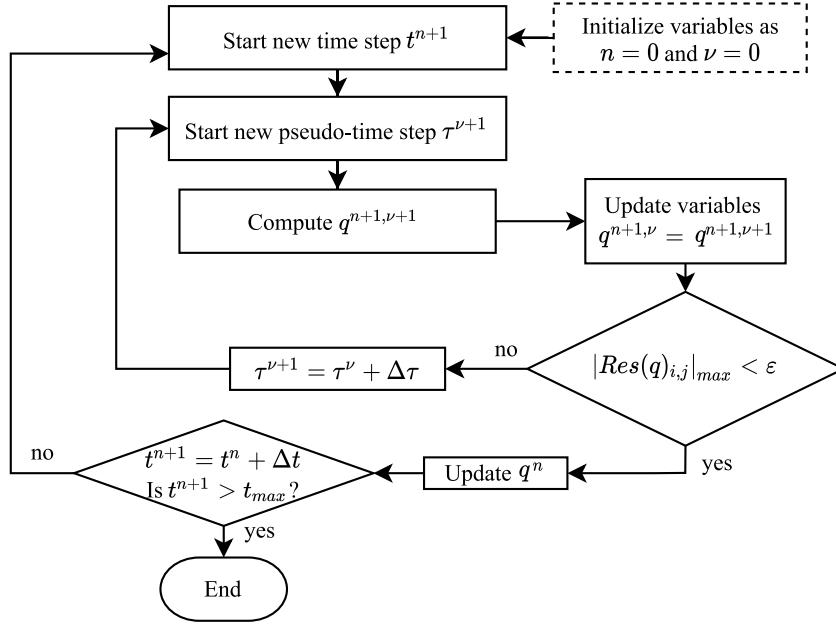 Start new time step $t^{n+1}$
Initialize variables as
$n = 0$ and $\nu = 0$
Start new pseudo-time step $\tau^{\nu+1}$
Compute $q^{n+1,\nu+1}$
Update variables
$q^{n+1,\nu} = q^{n+1,\nu+1}$
no
$\tau^{\nu+1} = \tau^{\nu} + \Delta\tau$
$|Res(q)_{i,j}|_{max} < \varepsilon$
no
$t^{n+1} = t^{n} + \Delta t$
Is $t^{n+1} > t_{max}$?
Update $q^{n}$
yes
yes
End